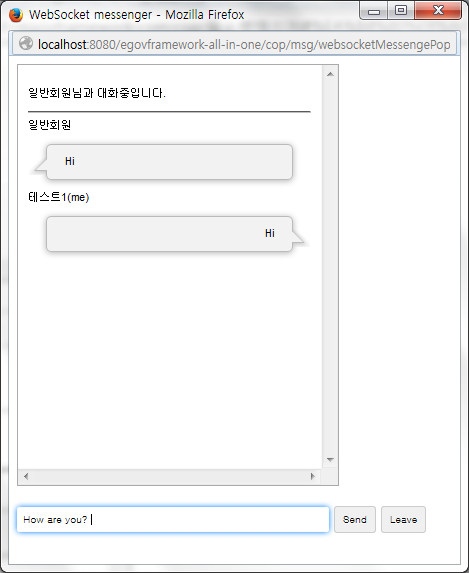 WebSocket messenger - Mozilla Firefox
localhost:8080/egovframework-all-in-one/cop/msg/websocketMessengePop
일반회원님과 대화중입니다.
일반회원
Hi
테스트1(me)
Hi
How are you?
Send
Leave